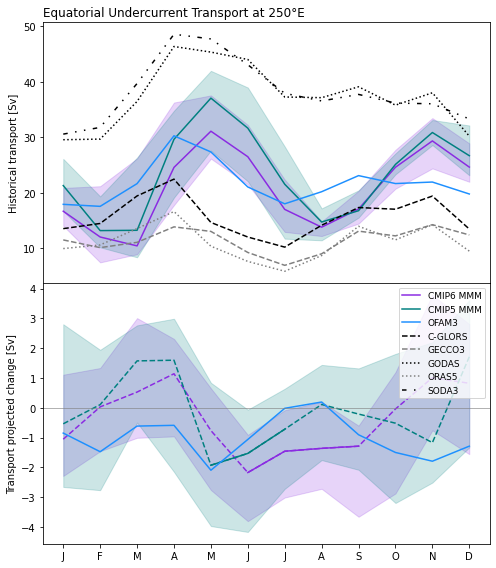 Equatorial Undercurrent Transport at 250°E
Historical transport [Sv]
50
40
30
20
10
Transport projected change [Sv]
4
3
2
1
0
−1
−2
−3
−4
CMIP6 MMM
CMIP5 MMM
OFAM3
C-GLORS
GECCO3
GODAS
ORAS5
SODA3
J F M A M J J A S O N D